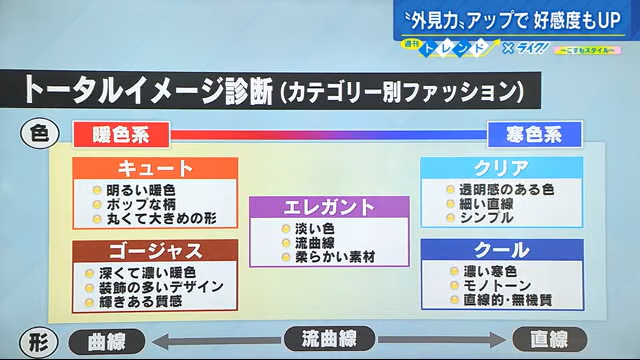 〝外見力〟アップで 好感度もUP
週刊トレンド×ライク!
~こすもスタイル~
トータルイメージ診断(カテゴリー別ファッション)
色
暖色系
寒色系
キュート
明るい暖色
ポップな柄
丸くて大きめの形
ゴージャス
深くて濃い暖色
装飾の多いデザイン
輝きある質感
エレガント
淡い色
流曲線
柔らかい素材
クリア
透明感のある色
細い直線
シンプル
クール
濃い寒色
モノトーン
直線的・無機質
形
曲線
流曲線
直線